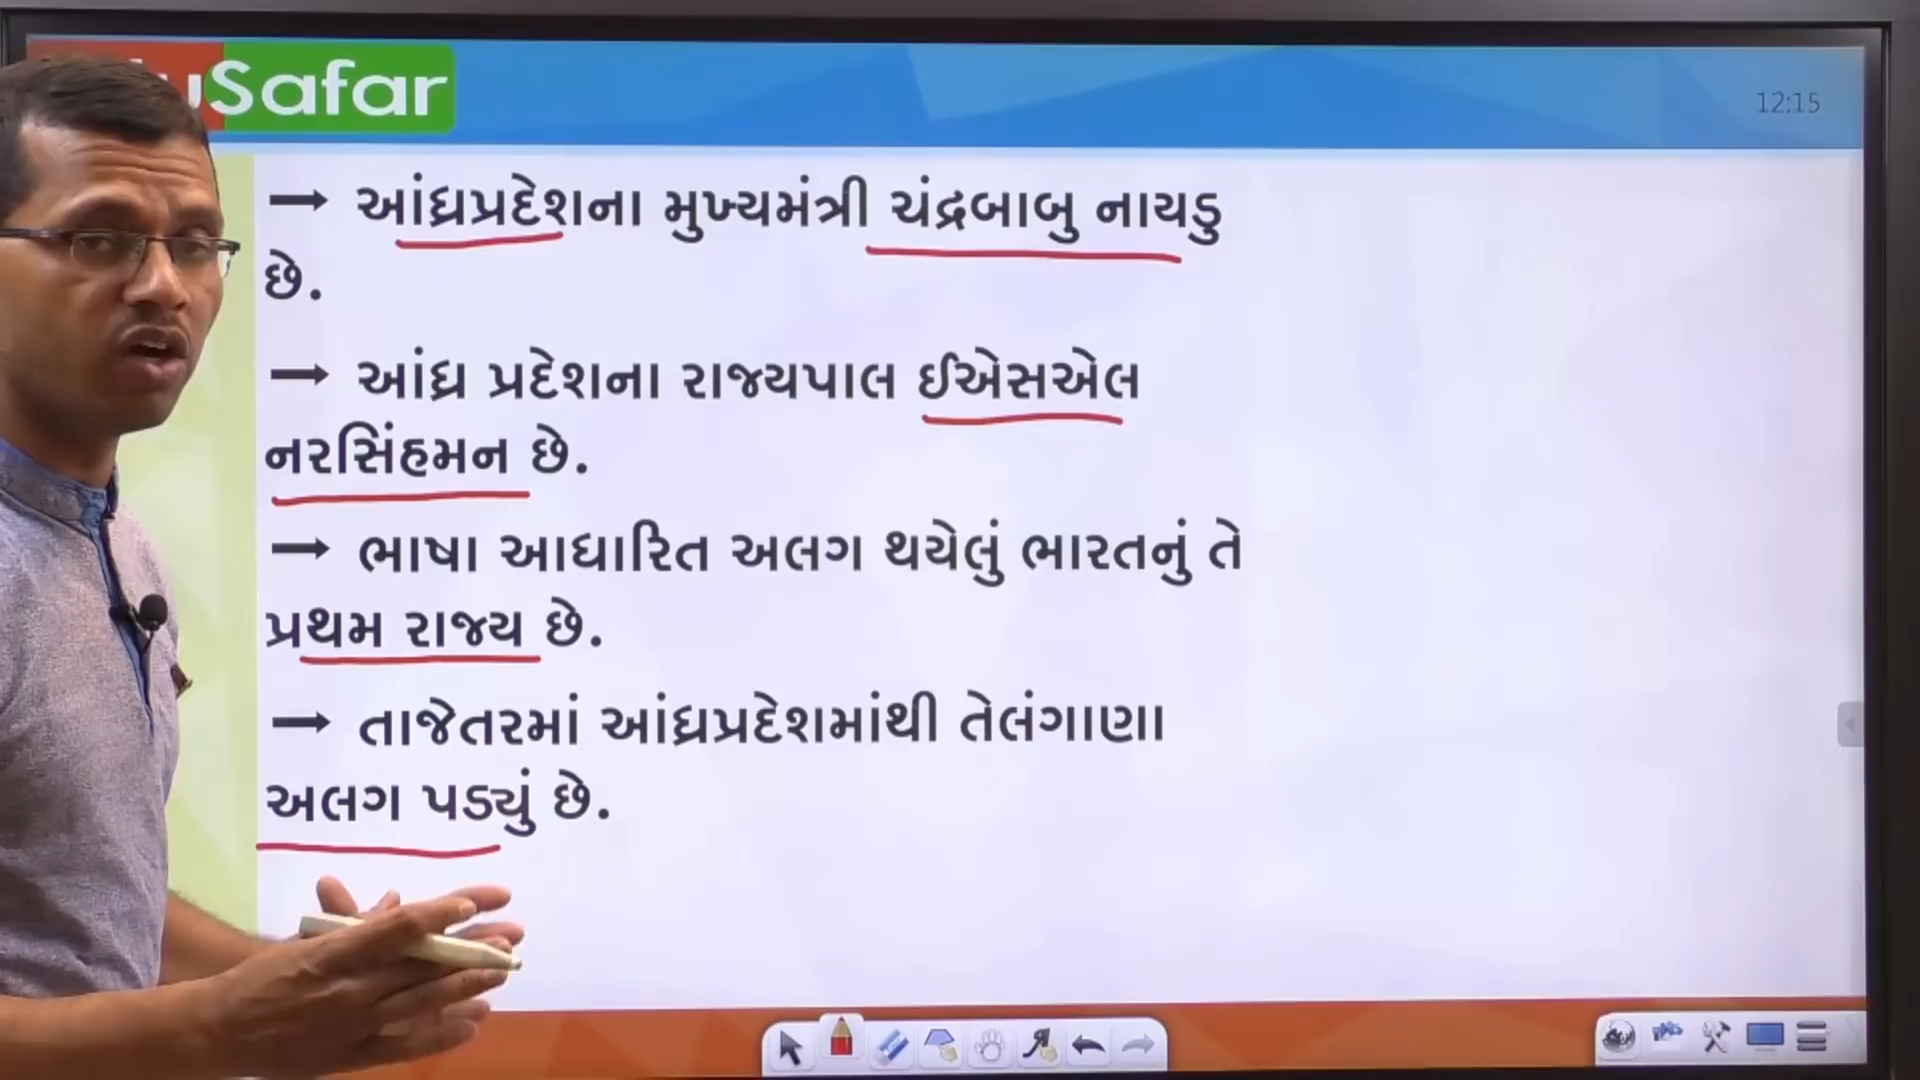 uSafar
12:15
→ આંધ્રપ્રદેશના મુખ્યમંત્રી ચંદ્રબાબુ નાયડુ
છે.
→ આંધ્ર પ્રદેશના રાજ્યપાલ ઈએસએલ
નરસિંહમન છે.
→ ભાષા આધારિત અલગ થયેલું ભારતનું તે
પ્રથમ રાજ્ય છે.
→ તાજેતરમાં આંધ્રપ્રદેશમાંથી તેલંગાણા
અલગ પડ્યું છે.